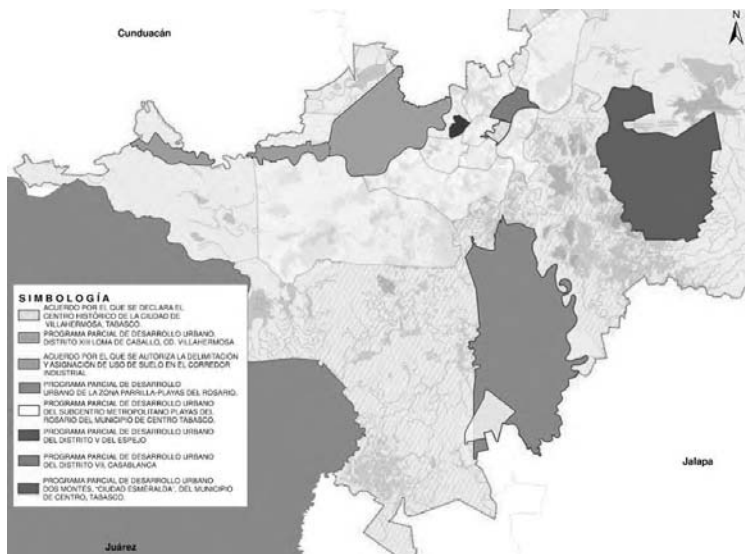 Cunduacán
N
SIMBOLOGÍA
ACUERDO POR EL QUE SE DECLARA EL
CENTRO HISTÓRICO DE LA CIUDAD DE
VILLAHERMOSA, TABASCO.
PROGRAMA PARCIAL DE DESARROLLO URBANO.
DISTRITO XIII LOMA DE CABALLO, CD. VILLAHERMOSA
ACUERDO POR EL QUE SE AUTORIZA LA DELIMITACIÓN
Y ASIGNACIÓN DE USO DE SUELO EN EL CORREDOR
INDUSTRIAL
PROGRAMA PARCIAL DE DESARROLLO
URBANO DE LA ZONA PARRILLA-PLAYAS DEL ROSARIO.
PROGRAMA PARCIAL DE DESARROLLO URBANO
DEL SUBCENTRO METROPOLITANO PLAYAS DEL
ROSARIO DEL MUNICIPIO DE CENTRO TABASCO.
PROGRAMA PARCIAL DE DESARROLLO URBANO
DEL DISTRITO V DEL ESPEJO
PROGRAMA PARCIAL DE DESARROLLO URBANO
DEL DISTRITO VII, CASABLANCA
PROGRAMA PARCIAL DE DESARROLLO URBANO
DOS MONTES, "CIUDAD ESMERALDA", DEL MUNICIPIO
DE CENTRO, TABASCO.
Jalapa
Juárez